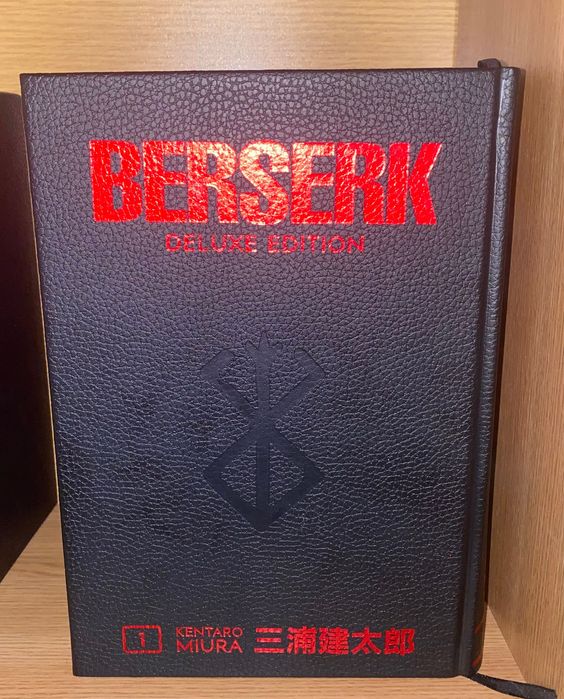 BERSERK
DELUXE EDITION
1
KENTARO
MIURA
三浦建太郎